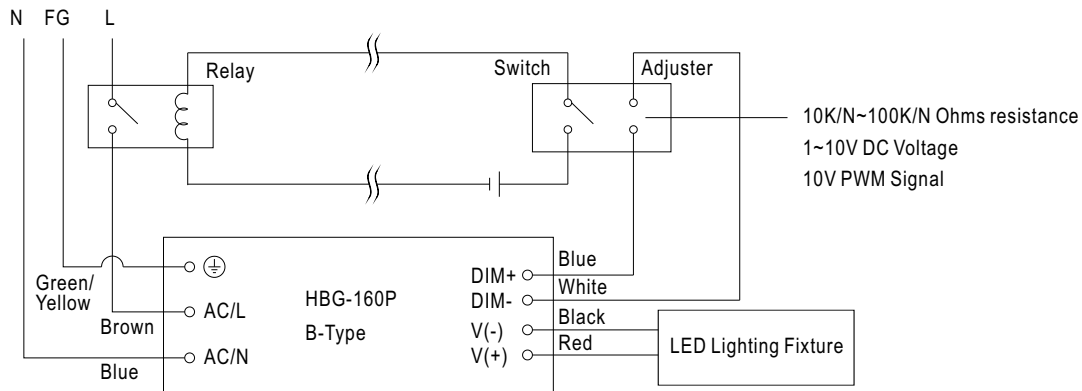 N FG L
Relay
Switch
Adjuster
10K/N~100K/N Ohms resistance
1~10V DC Voltage
10V PWM Signal
Green/
Yellow
Brown
Blue
AC/L
AC/N
HBG-160P
B-Type
DIM+
DIM-
V(-)
V(+)
Blue
White
Black
Red
LED Lighting Fixture